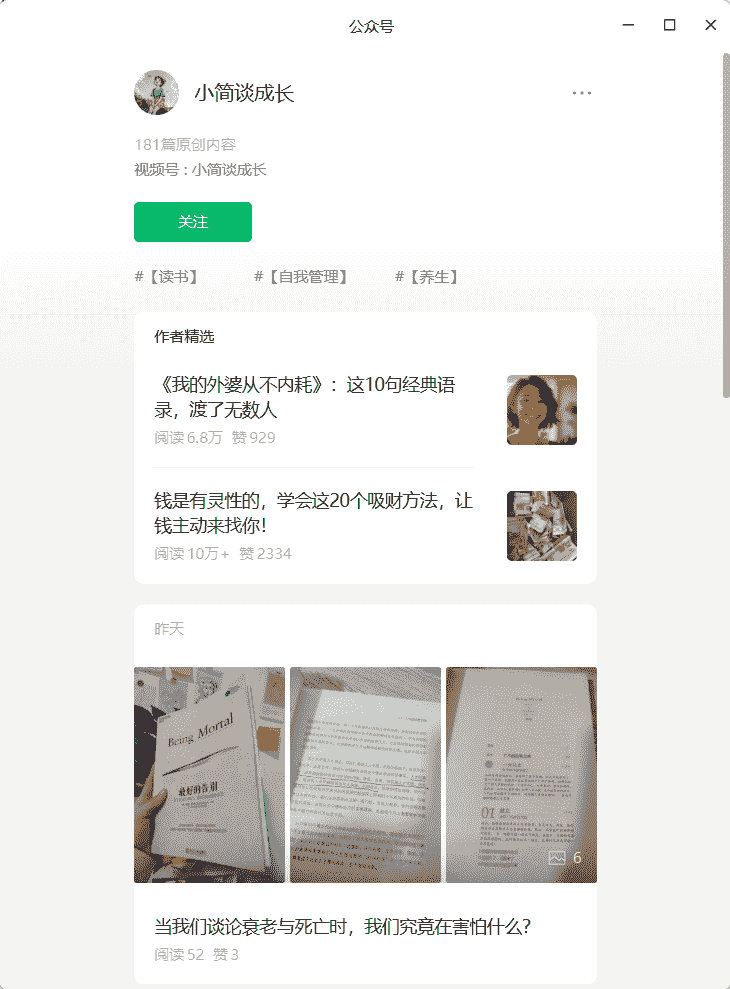 公众号
小简谈成长
181篇原创内容
视频号：小简谈成长
关注
#【读书】 #【自我管理】 #【养生】
作者精选
《我的外婆从不内耗》：这10句经典语
录，渡了无数人
阅读 6.8万 赞 929
钱是有灵性的，学会这20个吸财方法，让
钱主动来找你！
阅读 10万+ 赞 2334
昨天
Being Mortal
最好的告别
Being Mortal
01
6
当我们谈论衰老与死亡时，我们究竟在害怕什么？
阅读 52 赞 3